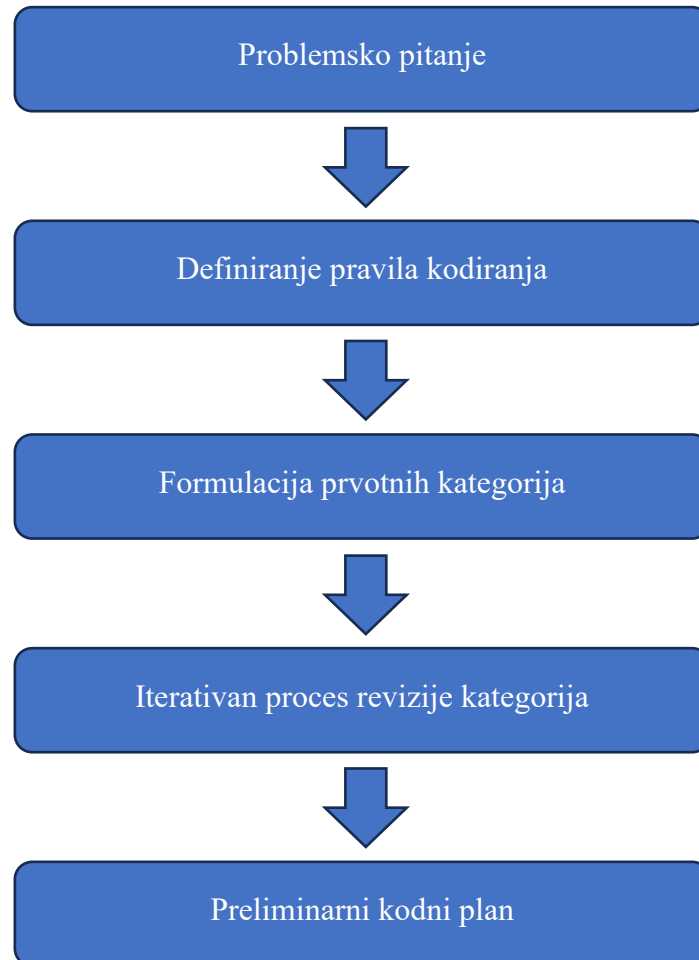 Problemsko pitanje
Definiranje pravila kodiranja
Formulacija prvotnih kategorija
Iterativan proces revizije kategorija
Preliminarni kodni plan